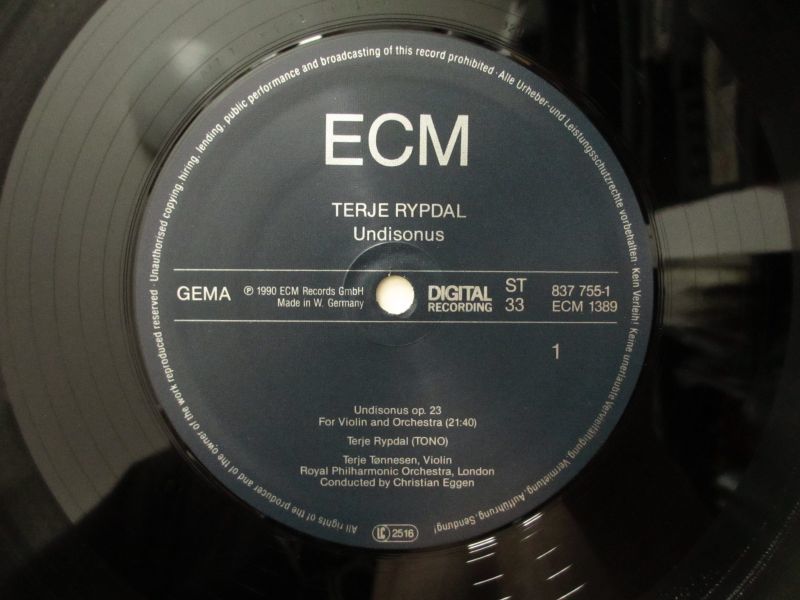 All rights of the producer and of the owner of the work reproduced reserved · Unauthorised copying, hiring, lending, public performance and broadcasting of this record prohibited · Alle Urheber-und Leistungsschutzrechte vorbehalten · Kein Verleih! Keine unerlaubte Vervielfältigung, Vermietung, Aufführung, Sendung!
ECM
TERJE RYPDAL
Undisonus
GEMA
℗ 1990 ECM Records GmbH
Made in W. Germany
DIGITAL
RECORDING
ST
33
837 755-1
ECM 1389
1
Undisonus op. 23
For Violin and Orchestra (21:40)
Terje Rypdal (TONO)
Terje Tønnesen, Violin
Royal Philharmonic Orchestra, London
Conducted by Christian Eggen
LC 2516